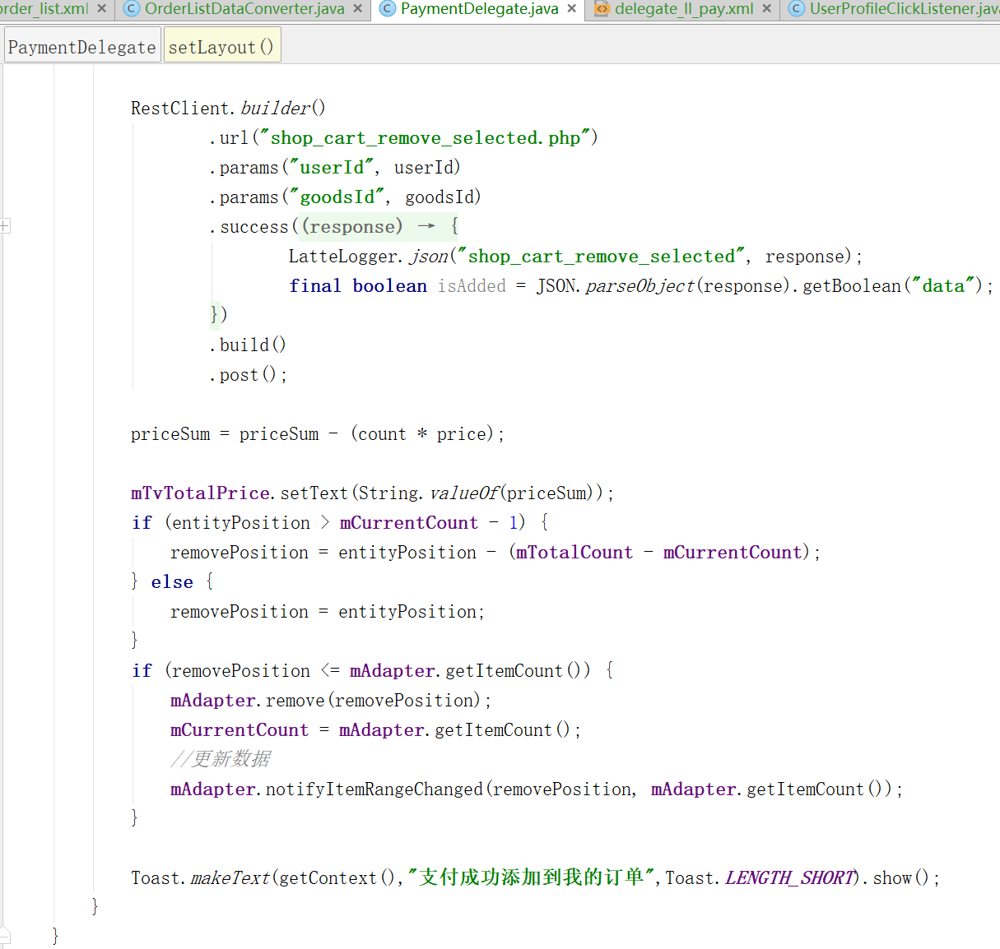 order_list.xml × OrderListDataConverter.java × PaymentDelegate.java × delegate_ll_pay.xml × UserProfileClickListener.java
PaymentDelegate setLayout()
RestClient.builder()
.url("shop_cart_remove_selected.php")
.params("userId", userId)
.params("goodsId", goodsId)
.success((response) → {
LatteLogger.json("shop_cart_remove_selected", response);
final boolean isAdded = JSON.parseObject(response).getBoolean("data");
})
.build()
.post();
priceSum = priceSum - (count * price);
mTvTotalPrice.setText(String.valueOf(priceSum));
if (entityPosition > mCurrentCount - 1) {
removePosition = entityPosition - (mTotalCount - mCurrentCount);
} else {
removePosition = entityPosition;
}
if (removePosition <= mAdapter.getItemCount()) {
mAdapter.remove(removePosition);
mCurrentCount = mAdapter.getItemCount();
//更新数据
mAdapter.notifyItemRangeChanged(removePosition, mAdapter.getItemCount());
}
Toast.makeText(getContext(),"支付成功添加到我的订单",Toast.LENGTH_SHORT).show();
}
}